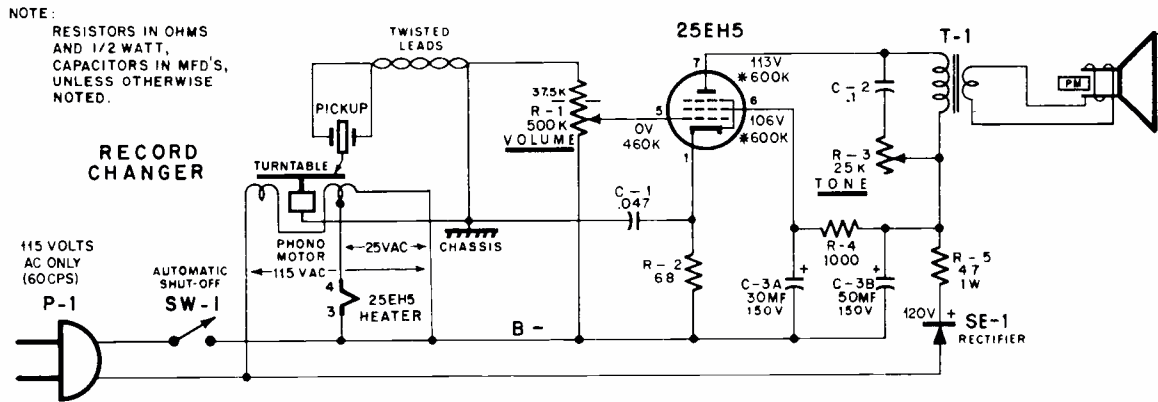 NOTE:
RESISTORS IN OHMS
AND 1/2 WATT,
CAPACITORS IN MFD'S,
UNLESS OTHERWISE
NOTED.
RECORD
CHANGER
TWISTED
LEADS
PICKUP
TURNTABLE
PHONO
MOTOR
CHASSIS
25VAC
115 VAC
115 VOLTS
AC ONLY
(60CPS)
P-1
AUTOMATIC
SHUT-OFF
SW-1
4
3
25EH5
HEATER
B-
37.5K
R-1
500K
VOLUME
25EH5
7
113V
*600K
5
0V
460K
6
106V
*600K
1
C-1
.047
R-2
68
C-2
.1
R-3
25K
TONE
T-1
PM
R-4
1000
+
C-3A
30MF
150V
+
C-3B
50MF
150V
R-5
47
1W
120V
+
SE-1
RECTIFIER